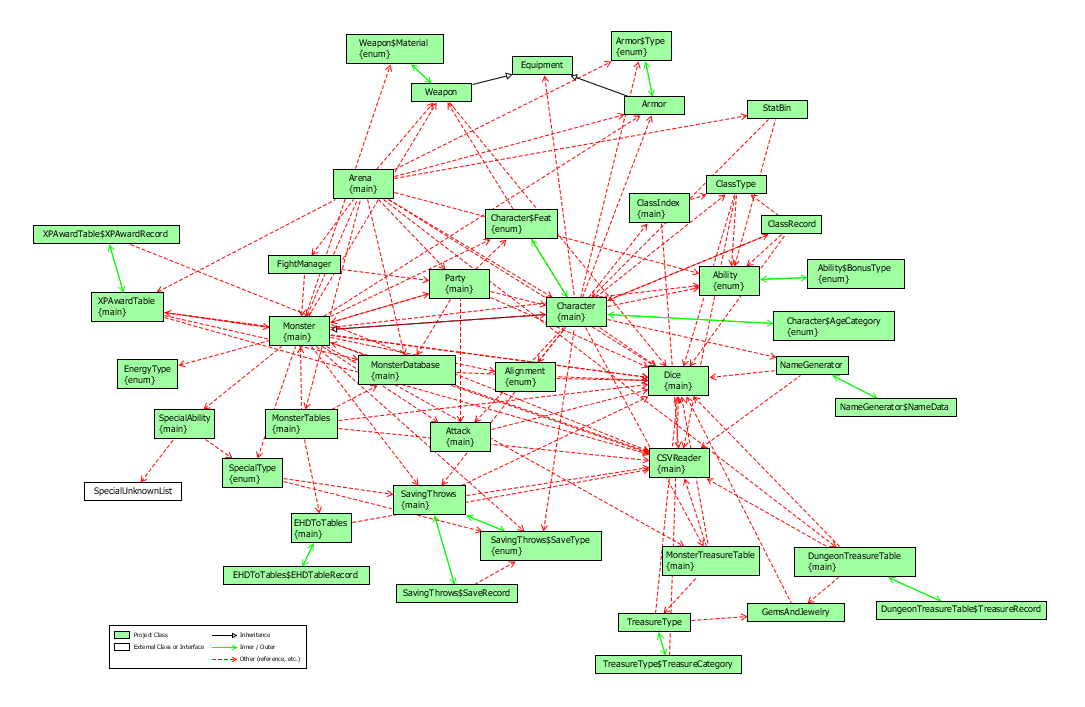 Weapon$Material
{enum}
Armor$Type
{enum}
Equipment
Weapon
Armor
StatBin
Arena
{main}
ClassType
ClassIndex
{main}
Character$Feat
{enum}
ClassRecord
XPAwardTable$XPAwardRecord
FightManager
Party
{main}
Ability
{enum}
Ability$BonusType
{enum}
XPAwardTable
{main}
Character
{main}
Monster
{main}
Character$AgeCategory
{enum}
EnergyType
{enum}
MonsterDatabase
{main}
Alignment
{enum}
Dice
{main}
NameGenerator
NameGenerator$NameData
SpecialAbility
{main}
MonsterTables
{main}
Attack
{main}
SpecialType
{enum}
CSVReader
{main}
SpecialUnknownList
SavingThrows
{main}
EHDToTables
{main}
SavingThrows$SaveType
{enum}
MonsterTreasureTable
{main}
DungeonTreasureTable
{main}
EHDToTables$EHDTableRecord
SavingThrows$SaveRecord
GemsAndJewelry
DungeonTreasureTable$TreasureRecord
TreasureType
{main}
TreasureType$TreasureCategory
Project Class
Inheritance
External Class or Interface
Inner / Outer
Other (reference, etc.)